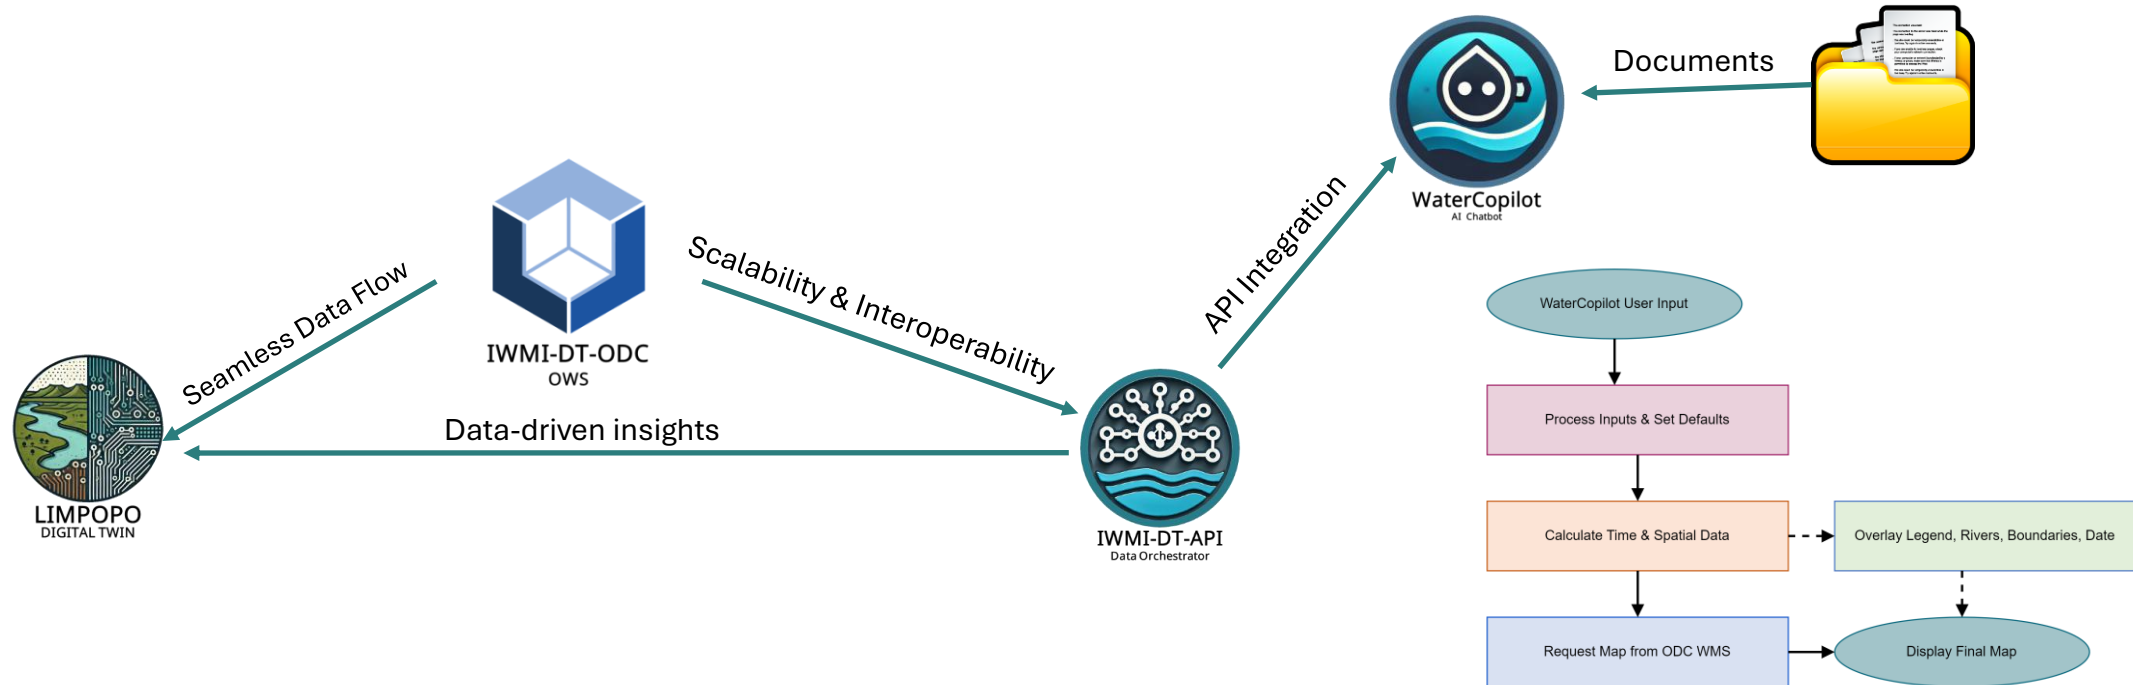 Documents
WaterCopilot
AI Chatbot
API Integration
Scalability & Interoperability
Seamless Data Flow
IWMI-DT-ODC
OWS
Data-driven insights
LIMPOPO
DIGITAL TWIN
IWMI-DT-API
Data Orchestrator
WaterCopilot User Input
Process Inputs & Set Defaults
Calculate Time & Spatial Data
Overlay Legend, Rivers, Boundaries, Date
Request Map from ODC WMS
Display Final Map